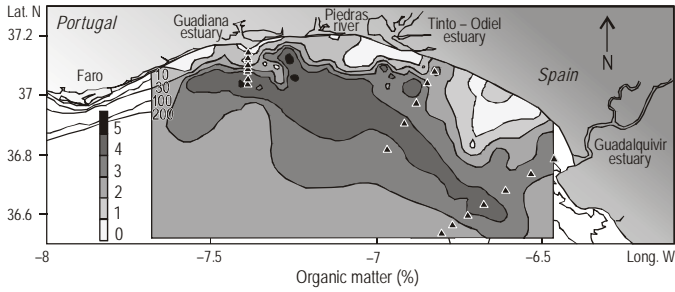 Lat. N
Portugal
Guadiana
estuary
Piedras
river
Tinto – Odiel
estuary
N
37.2
Spain
Faro
10
30
100
200
37
5
4
3
2
1
0
Guadalquivir
estuary
36.8
36.6
–8
–7.5
–7
–6.5
Long. W
Organic matter (%)